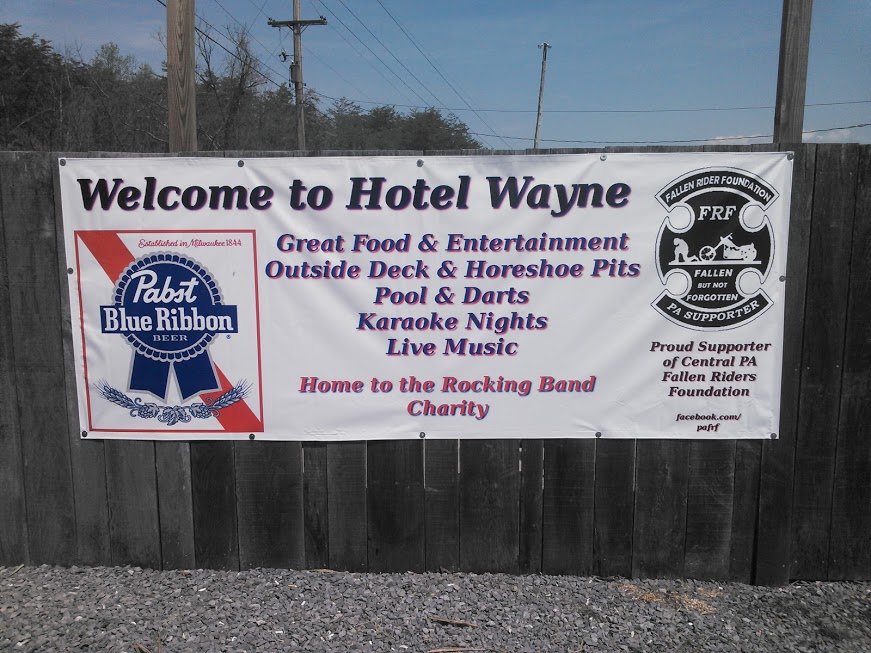 Welcome to Hotel Wayne
Established in Milwaukee 1844
Pabst
Blue Ribbon
BEER
®
Great Food & Entertainment
Outside Deck & Horeshoe Pits
Pool & Darts
Karaoke Nights
Live Music
Home to the Rocking Band
Charity
FALLEN RIDER FOUNDATION
FRF
FALLEN
BUT NOT
FORGOTTEN
PA SUPPORTER
Proud Supporter
of Central PA
Fallen Riders
Foundation
facebook.com/
pafrf